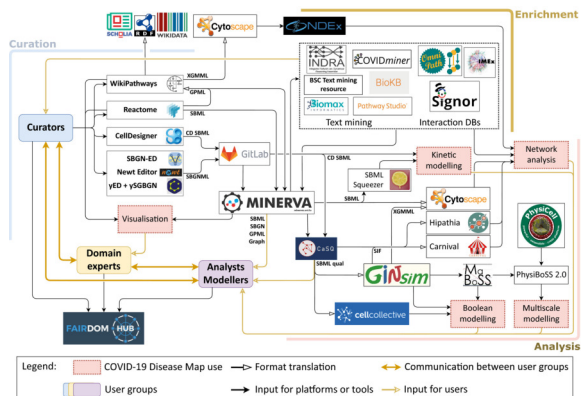 Enrichment
SCHOLIA
RDF
WIKIDATA
Cytoscape
NDEx
Curation
XGMML
GPML
WikiPathways
INDRA
COVIDminer
Omni
Path
IMEx
BSC Text mining
resource
BioKB
Biomax
Pathway Studio
Signor
Text mining
Interaction DBs
Curators
Reactome
SBML
CellDesigner
CD SBML
GitLab
SBGN-ED
Newt Editor
newt
yED + ySGBN
SBGNML
CD SBML
Kinetic
modelling
Network
analysis
SBML
Squeezer
MINERVA
SBML
Cytoscape
XGMML
Visualisation
SBML
SBGN
GPML
Graph
CaSQ
SBML qual
Hipathia
Carnival
SIF
PhysiCell
Domain
experts
Analysts
Modellers
GINsim
MaBoSS
PhysiBoSS 2.0
FAIRDOM
HUB
cellcollective
Boolean
modelling
Multiscale
modelling
Analysis
Legend:
COVID-19 Disease Map use
Format translation
Communication between user groups
User groups
Input for platforms or tools
Input for users